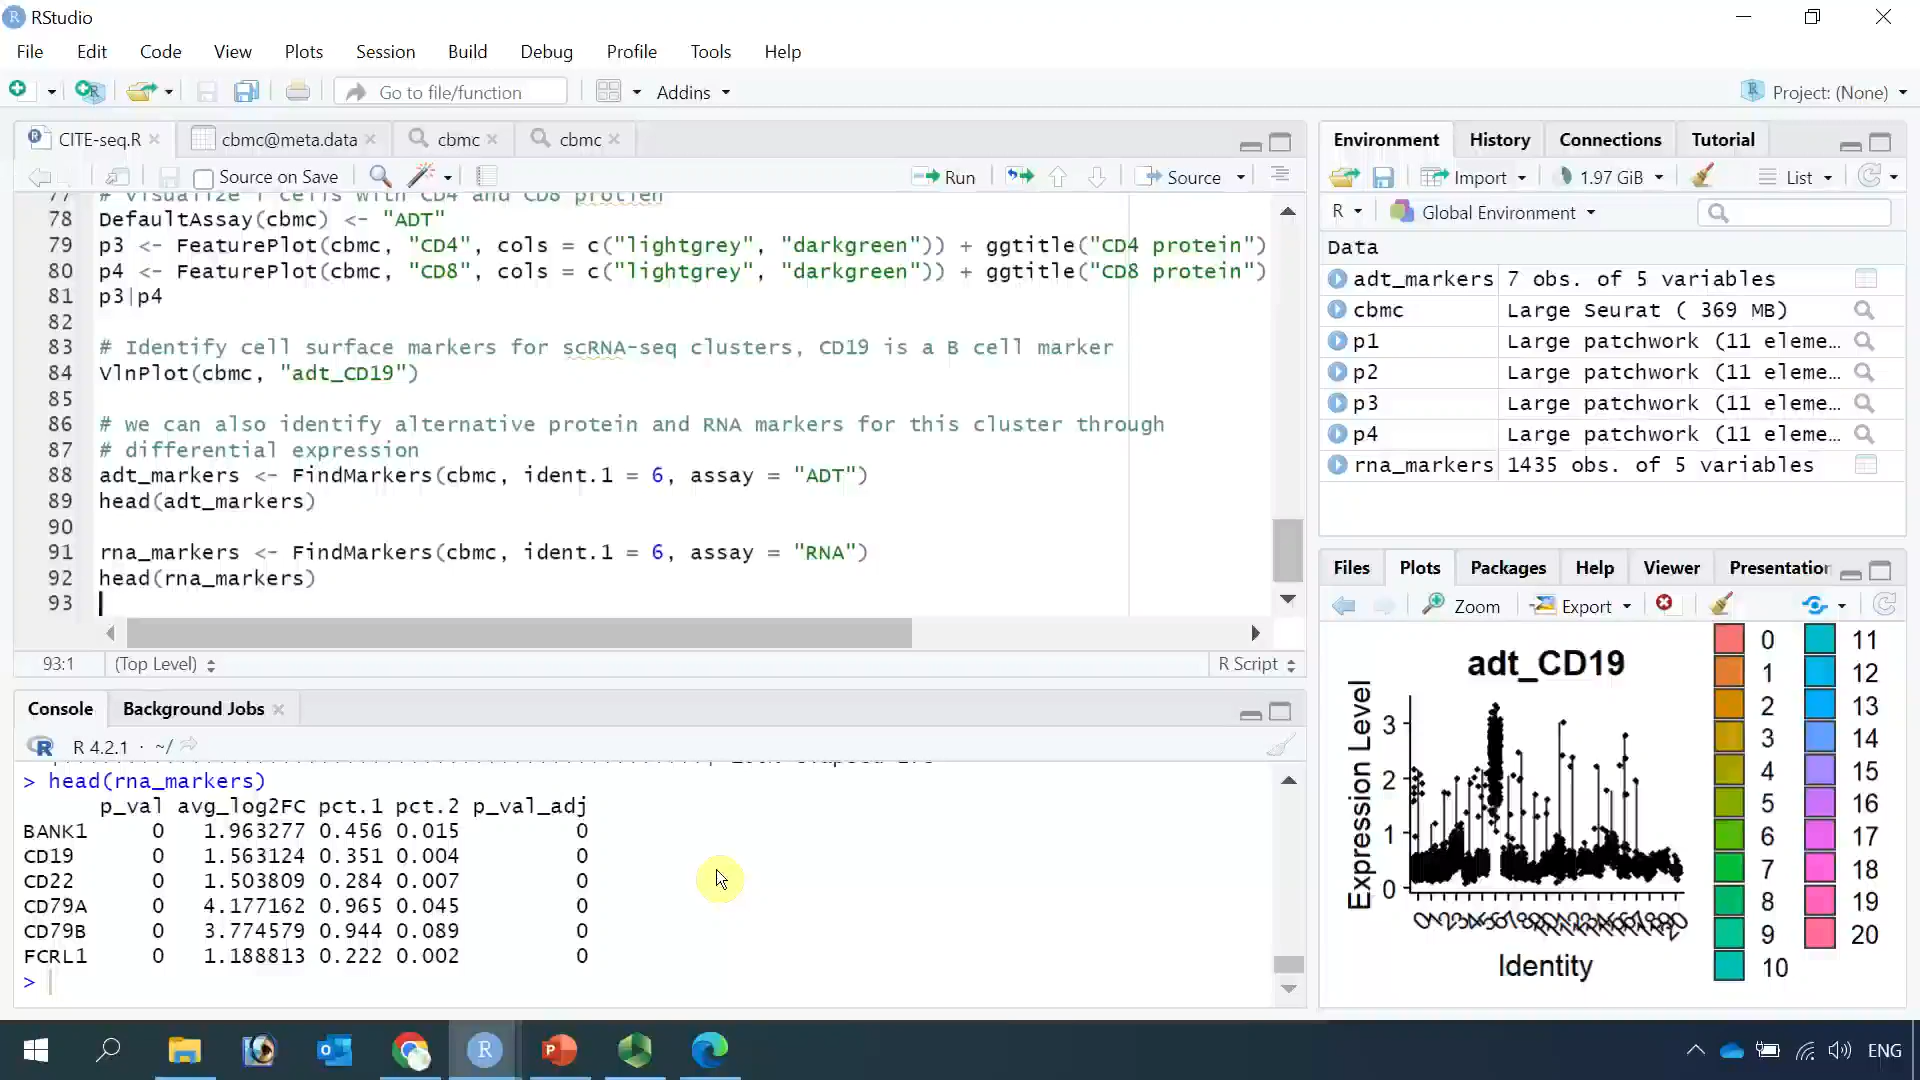 RStudio
File Edit Code View Plots Session Build Debug Profile Tools Help
Go to file/function Addins Project: (None)
CITE-seq.R cbmc@meta.data cbmc cbmc
Source on Save Run Source
77 # visualize T cells with CD4 and CD8 protien
78 DefaultAssay(cbmc) <- "ADT"
79 p3 <- FeaturePlot(cbmc, "CD4", cols = c("lightgrey", "darkgreen")) + ggtitle("CD4 protein")
80 p4 <- FeaturePlot(cbmc, "CD8", cols = c("lightgrey", "darkgreen")) + ggtitle("CD8 protein")
81 p3|p4
82
83 # Identify cell surface markers for scRNA-seq clusters, CD19 is a B cell marker
84 VlnPlot(cbmc, "adt_CD19")
85
86 # we can also identify alternative protein and RNA markers for this cluster through
87 # differential expression
88 adt_markers <- FindMarkers(cbmc, ident.1 = 6, assay = "ADT")
89 head(adt_markers)
90
91 rna_markers <- FindMarkers(cbmc, ident.1 = 6, assay = "RNA")
92 head(rna_markers)
93
93:1 (Top Level) R Script
Console Background Jobs
R 4.2.1 · ~/
> head(rna_markers)
p_val avg_log2FC pct.1 pct.2 p_val_adj
BANK1 0 1.963277 0.456 0.015 0
CD19 0 1.563124 0.351 0.004 0
CD22 0 1.503809 0.284 0.007 0
CD79A 0 4.177162 0.965 0.045 0
CD79B 0 3.774579 0.944 0.089 0
FCRL1 0 1.188813 0.222 0.002 0
>
Environment History Connections Tutorial
Import 1.97 GiB List
R Global Environment
Data
adt_markers 7 obs. of 5 variables
cbmc Large Seurat ( 369 MB)
p1 Large patchwork (11 eleme…
p2 Large patchwork (11 eleme…
p3 Large patchwork (11 eleme…
p4 Large patchwork (11 eleme…
rna_markers 1435 obs. of 5 variables
Files Plots Packages Help Viewer Presentation
Zoom Export
adt_CD19
Expression Level
3
2
1
0
Identity
0 11
1 12
2 13
3 14
4 15
5 16
6 17
7 18
8 19
9 20
10
ENG